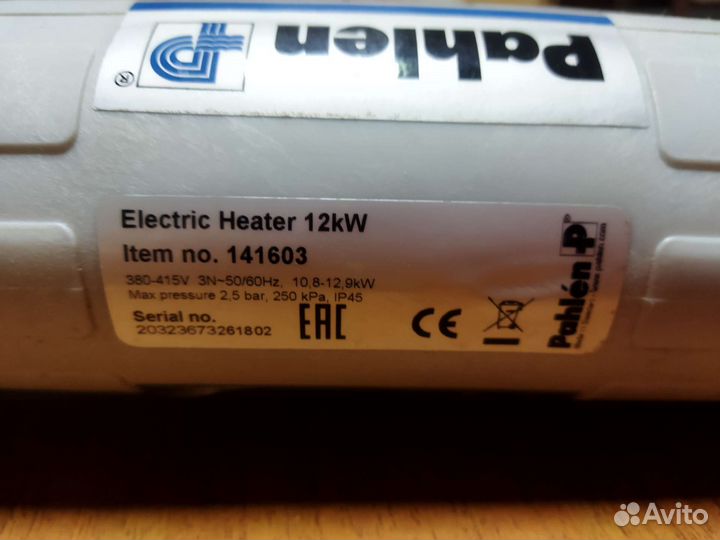 Pahlen
®
Electric Heater 12kW
Item no. 141603
380-415V 3N~50/60Hz, 10,8-12,9kW
Max pressure 2,5 bar, 250 kPa, IP45
Serial no.
20323673261802
EAC
CE
Pahlén
Avito